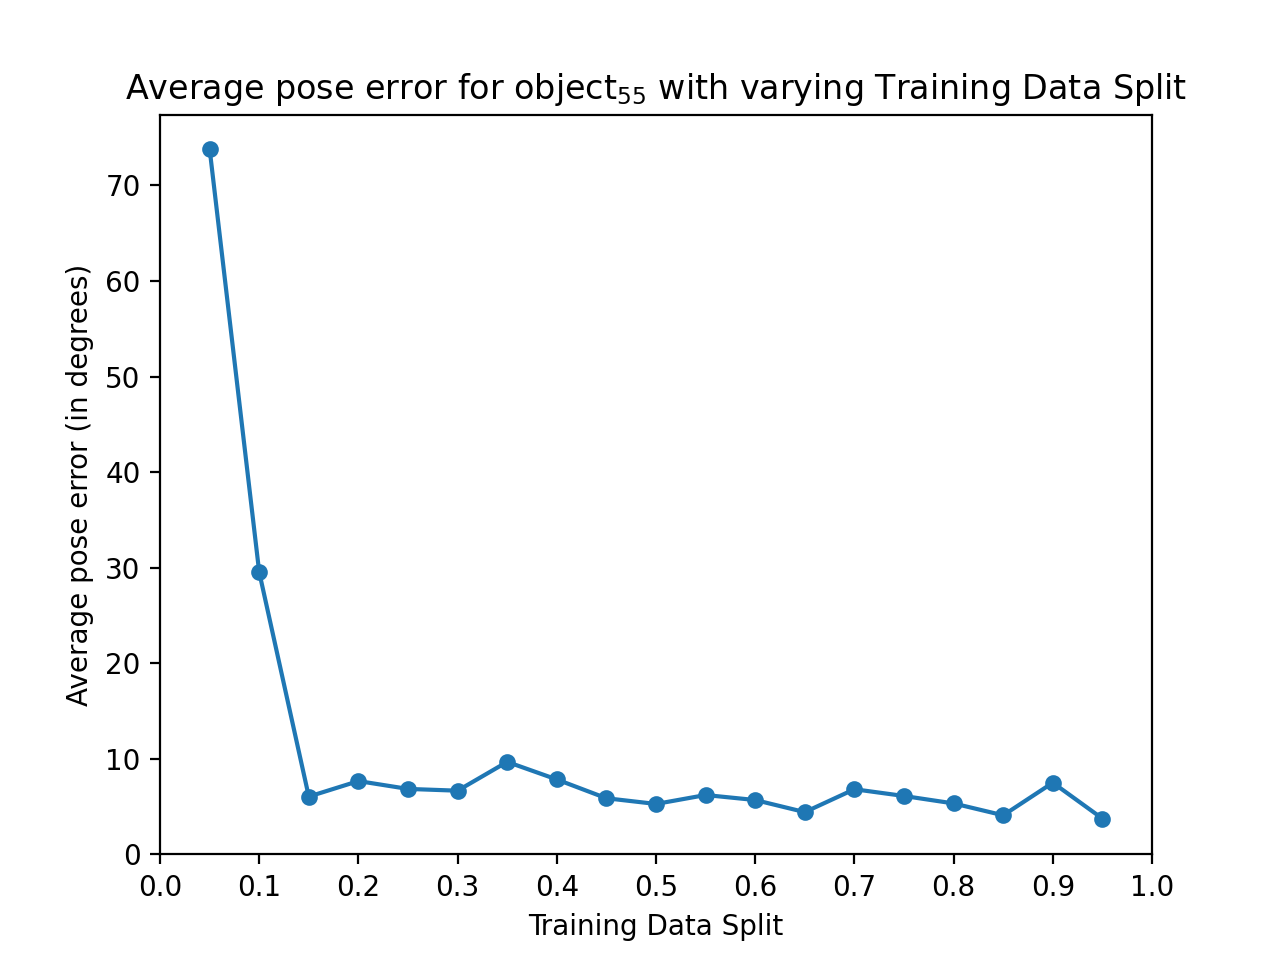 Average pose error for object₅₅ with varying Training Data Split
Average pose error (in degrees)
70
60
50
40
30
20
10
0
0.0 0.1 0.2 0.3 0.4 0.5 0.6 0.7 0.8 0.9 1.0
Training Data Split